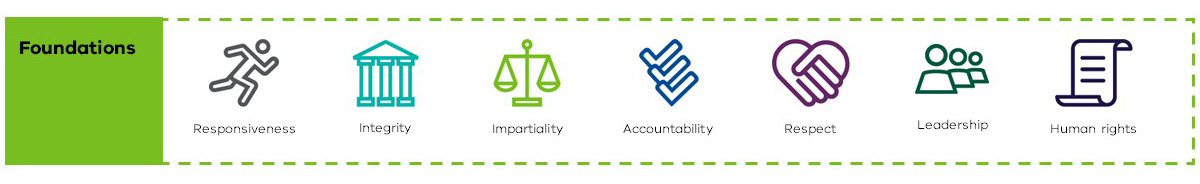 Foundations
Responsiveness
Integrity
Impartiality
Accountability
Respect
Leadership
Human rights